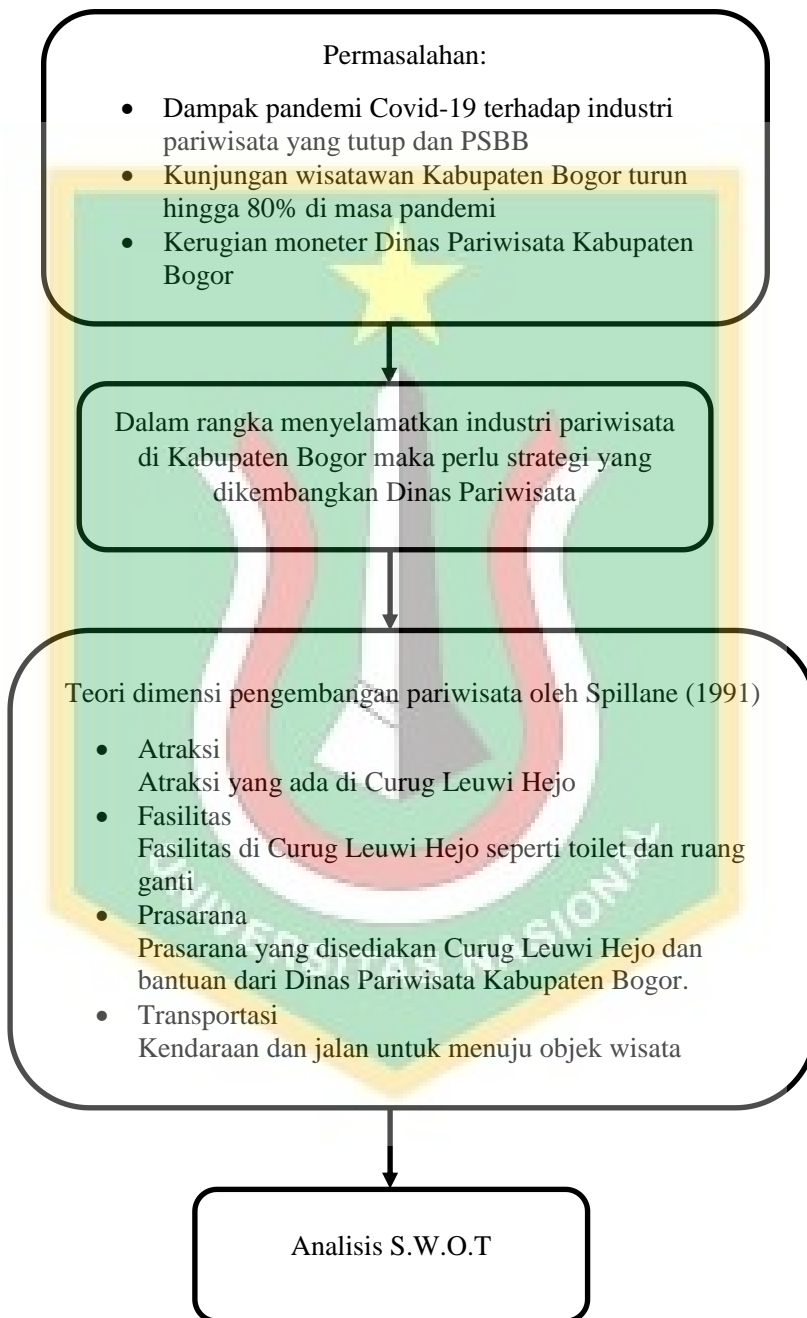 Permasalahan:
• Dampak pandemi Covid-19 terhadap industri
pariwisata yang tutup dan PSBB
• Kunjungan wisatawan Kabupaten Bogor turun
hingga 80% di masa pandemi
• Kerugian moneter Dinas Pariwisata Kabupaten
Bogor
Dalam rangka menyelamatkan industri pariwisata
di Kabupaten Bogor maka perlu strategi yang
dikembangkan Dinas Pariwisata
Teori dimensi pengembangan pariwisata oleh Spillane (1991)
• Atraksi
Atraksi yang ada di Curug Leuwi Hejo
• Fasilitas
Fasilitas di Curug Leuwi Hejo seperti toilet dan ruang
ganti
• Prasarana
Prasarana yang disediakan Curug Leuwi Hejo dan
bantuan dari Dinas Pariwisata Kabupaten Bogor.
• Transportasi
Kendaraan dan jalan untuk menuju objek wisata
UNIVERSITAS NASIONAL
Analisis S.W.O.T